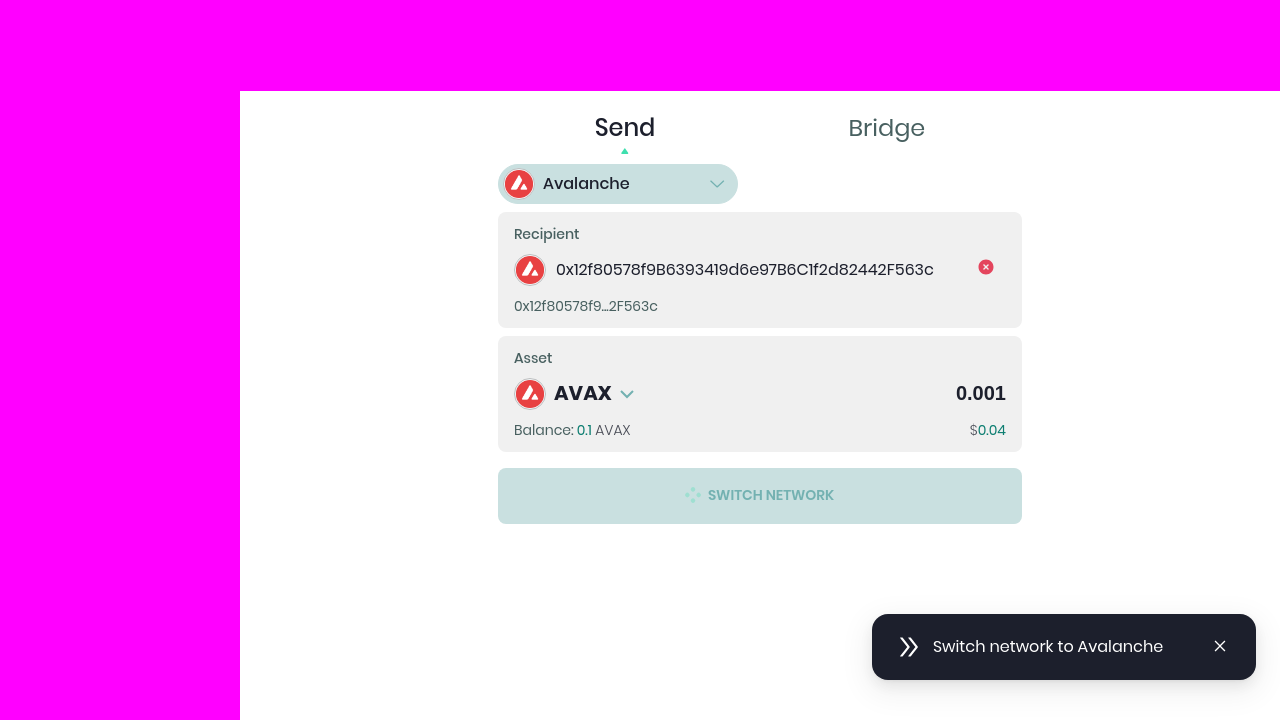 Send
Bridge
Avalanche
Recipient
0x12f80578f9B6393419d6e97B6C1f2d82442F563c
0x12f80578f9...2F563c
Asset
AVAX
0.001
Balance: 0.1 AVAX
$0.04
SWITCH NETWORK
Switch network to Avalanche